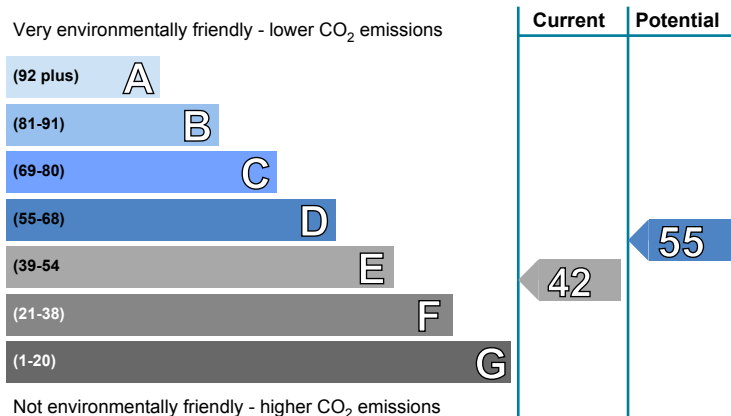 Very environmentally friendly - lower CO2 emissions
Current
Potential
(92 plus) A
(81-91) B
(69-80) C
(55-68) D
55
(39-54 E
42
(21-38) F
(1-20) G
Not environmentally friendly - higher CO2 emissions